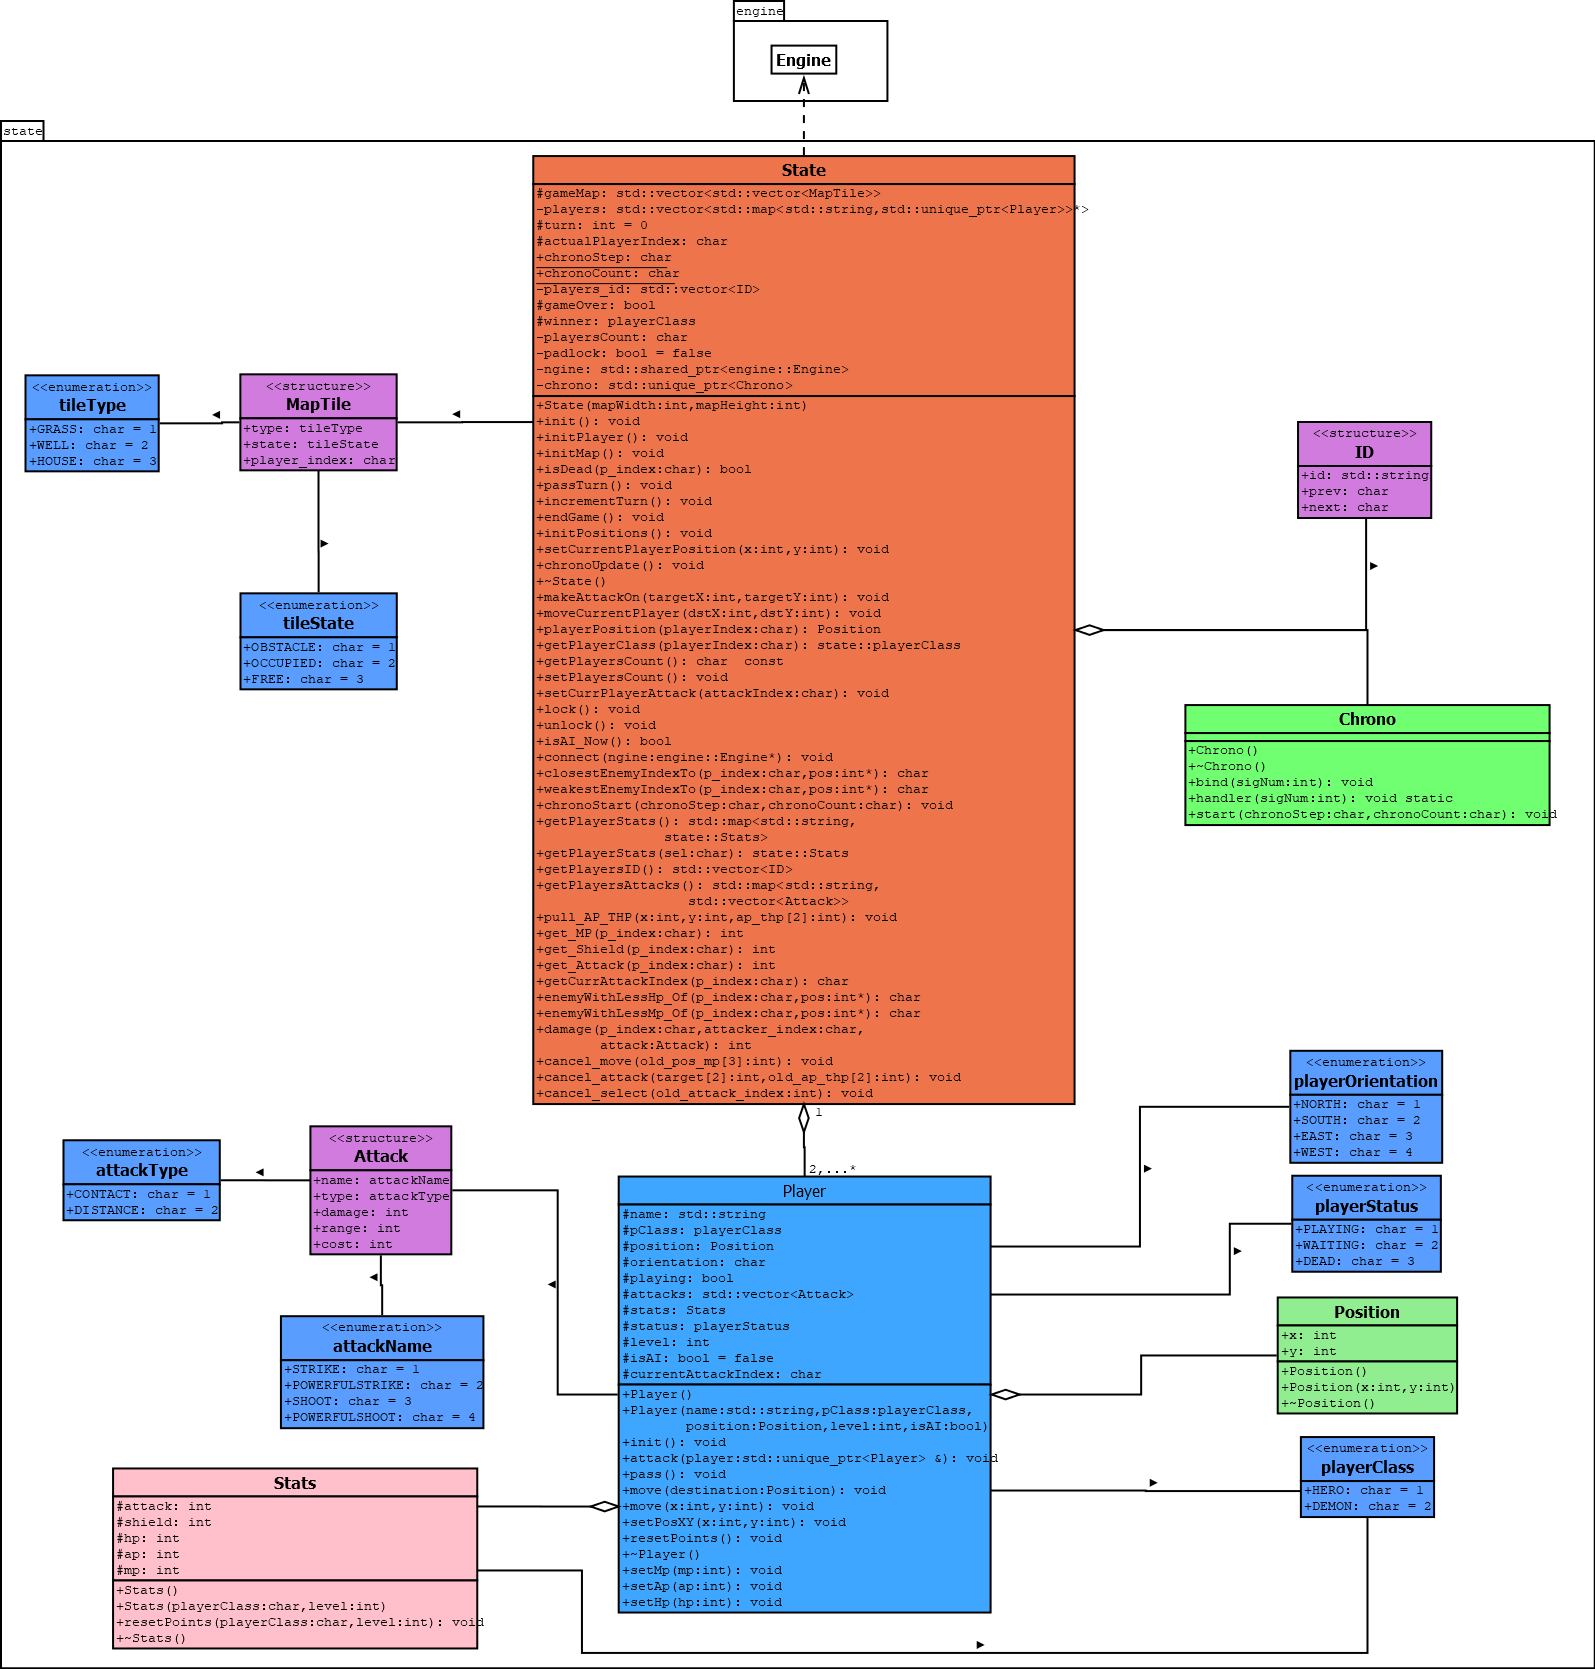 engine
Engine
state
State
#gameMap: std::vector<std::vector<MapTile>>
-players: std::vector<std::map<std::string,std::unique_ptr<Player>>*>
#turn: int = 0
#actualPlayerIndex: char
+chronoStep: char
+chronoCount: char
-players_id: std::vector<ID>
#gameOver: bool
#winner: playerClass
-playersCount: char
-padlock: bool = false
-ngine: std::shared_ptr<engine::Engine>
-chrono: std::unique_ptr<Chrono>
+State(mapWidth:int,mapHeight:int)
+init(): void
+initPlayer(): void
+initMap(): void
+isDead(p_index:char): bool
+passTurn(): void
+incrementTurn(): void
+endGame(): void
+initPositions(): void
+setCurrentPlayerPosition(x:int,y:int): void
+chronoUpdate(): void
+~State()
+makeAttackOn(targetX:int,targetY:int): void
+moveCurrentPlayer(dstX:int,dstY:int): void
+playerPosition(playerIndex:char): Position
+getPlayerClass(playerIndex:char): state::playerClass
+getPlayersCount(): char  const
+setPlayersCount(): void
+setCurrPlayerAttack(attackIndex:char): void
+lock(): void
+unlock(): void
+isAI_Now(): bool
+connect(ngine:engine::Engine*): void
+closestEnemyIndexTo(p_index:char,pos:int*): char
+weakestEnemyIndexTo(p_index:char,pos:int*): char
+chronoStart(chronoStep:char,chronoCount:char): void
+getPlayerStats(): std::map<std::string,
state::Stats>
+getPlayerStats(sel:char): state::Stats
+getPlayersID(): std::vector<ID>
+getPlayersAttacks(): std::map<std::string,
std::vector<Attack>>
+pull_AP_THP(x:int,y:int,ap_thp[2]:int): void
+get_MP(p_index:char): int
+get_Shield(p_index:char): int
+get_Attack(p_index:char): int
+getCurrAttackIndex(p_index:char): char
+enemyWithLessHp_Of(p_index:char,pos:int*): char
+enemyWithLessMp_Of(p_index:char,pos:int*): char
+damage(p_index:char,attacker_index:char,
attack:Attack): int
+cancel_move(old_pos_mp[3]:int): void
+cancel_attack(target[2]:int,old_ap_thp[2]:int): void
+cancel_select(old_attack_index:int): void
<<enumeration>>
tileType
+GRASS: char = 1
+WELL: char = 2
+HOUSE: char = 3
<<structure>>
MapTile
+type: tileType
+state: tileState
+player_index: char
<<enumeration>>
tileState
+OBSTACLE: char = 1
+OCCUPIED: char = 2
+FREE: char = 3
<<structure>>
ID
+id: std::string
+prev: char
+next: char
Chrono
+Chrono()
+~Chrono()
+bind(sigNum:int): void
+handler(sigNum:int): void static
+start(chronoStep:char,chronoCount:char): void
1
2,...*
<<enumeration>>
attackType
+CONTACT: char = 1
+DISTANCE: char = 2
<<structure>>
Attack
+name: attackName
+type: attackType
+damage: int
+range: int
+cost: int
<<enumeration>>
attackName
+STRIKE: char = 1
+POWERFULSTRIKE: char = 2
+SHOOT: char = 3
+POWERFULSHOOT: char = 4
Player
#name: std::string
#pClass: playerClass
#position: Position
#orientation: char
#playing: bool
#attacks: std::vector<Attack>
#stats: Stats
#status: playerStatus
#level: int
#isAI: bool = false
#currentAttackIndex: char
+Player()
+Player(name:std::string,pClass:playerClass,
position:Position,level:int,isAI:bool)
+init(): void
+attack(player:std::unique_ptr<Player> &): void
+pass(): void
+move(destination:Position): void
+move(x:int,y:int): void
+setPosXY(x:int,y:int): void
+resetPoints(): void
+~Player()
+setMp(mp:int): void
+setAp(ap:int): void
+setHp(hp:int): void
<<enumeration>>
playerOrientation
+NORTH: char = 1
+SOUTH: char = 2
+EAST: char = 3
+WEST: char = 4
<<enumeration>>
playerStatus
+PLAYING: char = 1
+WAITING: char = 2
+DEAD: char = 3
Position
+x: int
+y: int
+Position()
+Position(x:int,y:int)
+~Position()
<<enumeration>>
playerClass
+HERO: char = 1
+DEMON: char = 2
Stats
#attack: int
#shield: int
#hp: int
#ap: int
#mp: int
+Stats()
+Stats(playerClass:char,level:int)
+resetPoints(playerClass:char,level:int): void
+~Stats()